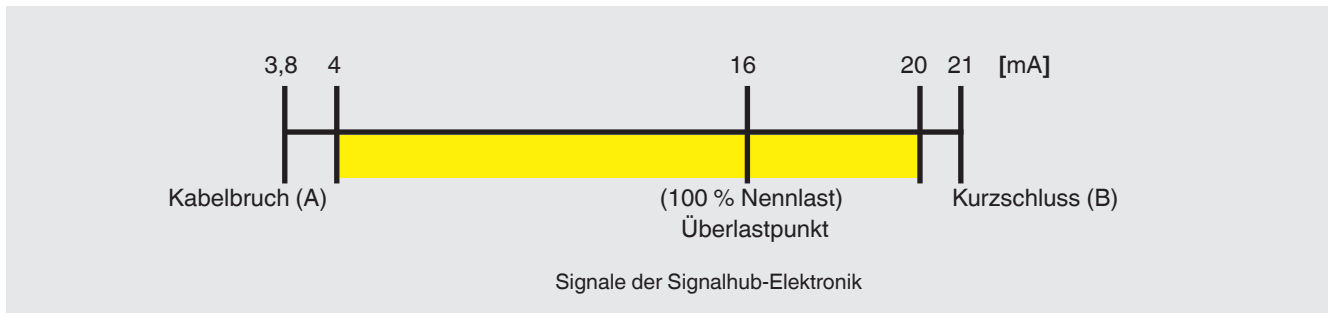 3,8 4 16 20 21 [mA]
Kabelbruch (A) (100 % Nennlast) Kurzschluss (B)
Überlastpunkt
Signale der Signalhub-Elektronik